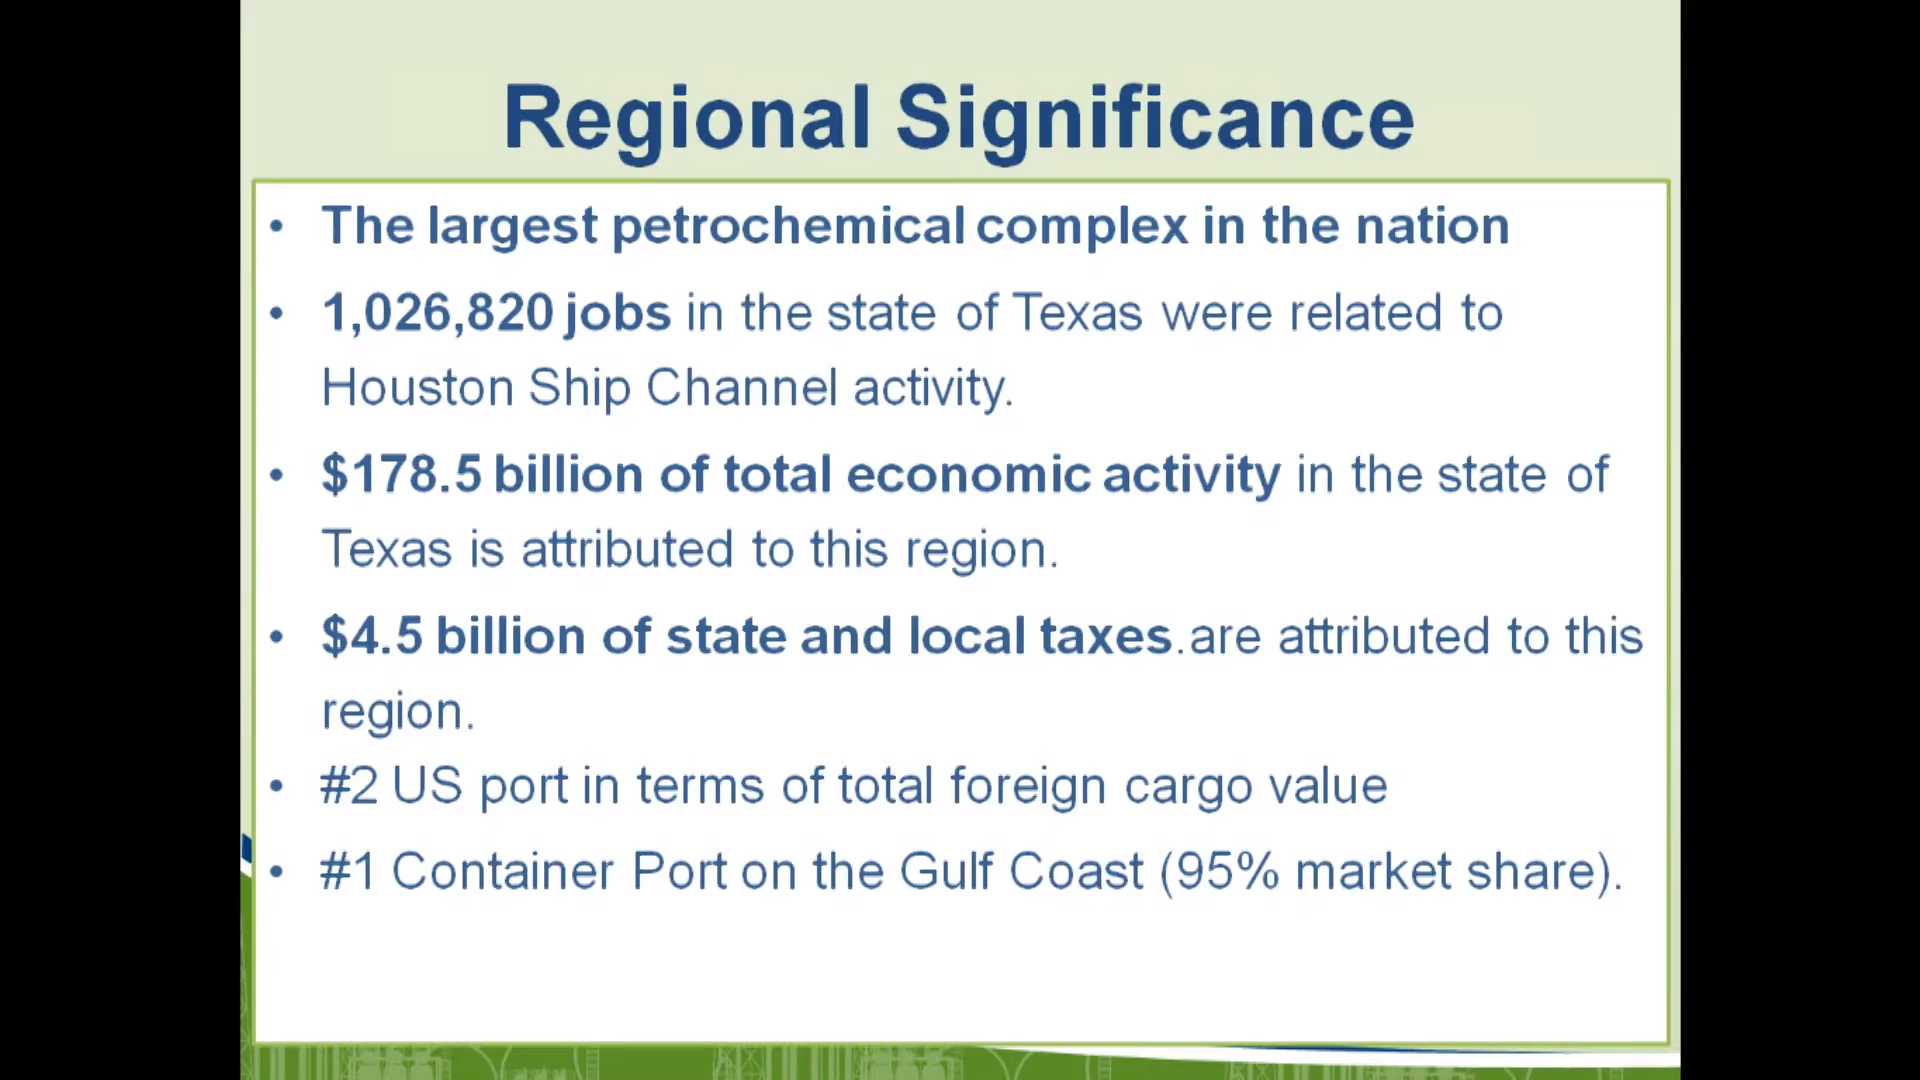 Regional Significance
• The largest petrochemical complex in the nation
• 1,026,820 jobs in the state of Texas were related to
Houston Ship Channel activity.
• $178.5 billion of total economic activity in the state of
Texas is attributed to this region.
• $4.5 billion of state and local taxes.are attributed to this
region.
• #2 US port in terms of total foreign cargo value
• #1 Container Port on the Gulf Coast (95% market share).